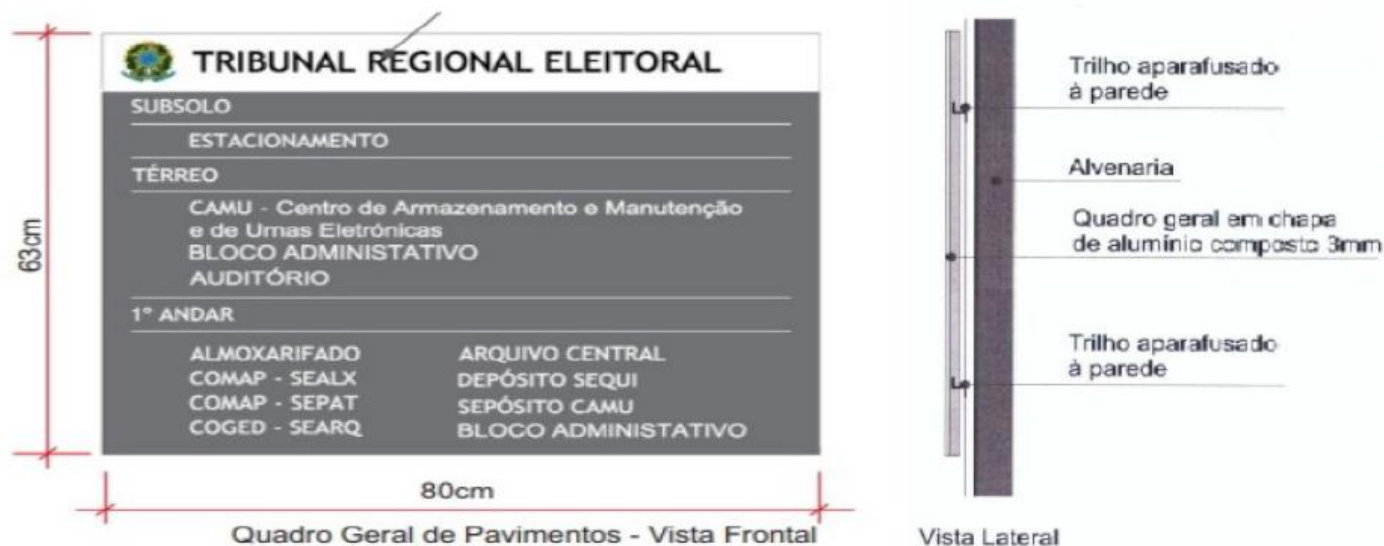 TRIBUNAL REGIONAL ELEITORAL
SUBSOLO
ESTACIONAMENTO
TÉRREO
CAMU - Centro de Armazenamento e Manutenção
e de Urnas Eletrônicas
BLOCO ADMINISTATIVO
AUDITÓRIO
1° ANDAR
ALMOXARIFADO
COMAP - SEALX
COMAP - SEPAT
COGED - SEARQ
ARQUIVO CENTRAL
DEPÓSITO SEQUI
SEPÓSITO CAMU
BLOCO ADMINISTATIVO
63cm
80cm
Quadro Geral de Pavimentos - Vista Frontal
Trilho aparafusado
à parede
Alvenaria
Quadro geral em chapa
de alumínio composto 3mm
Trilho aparafusado
à parede
Vista Lateral